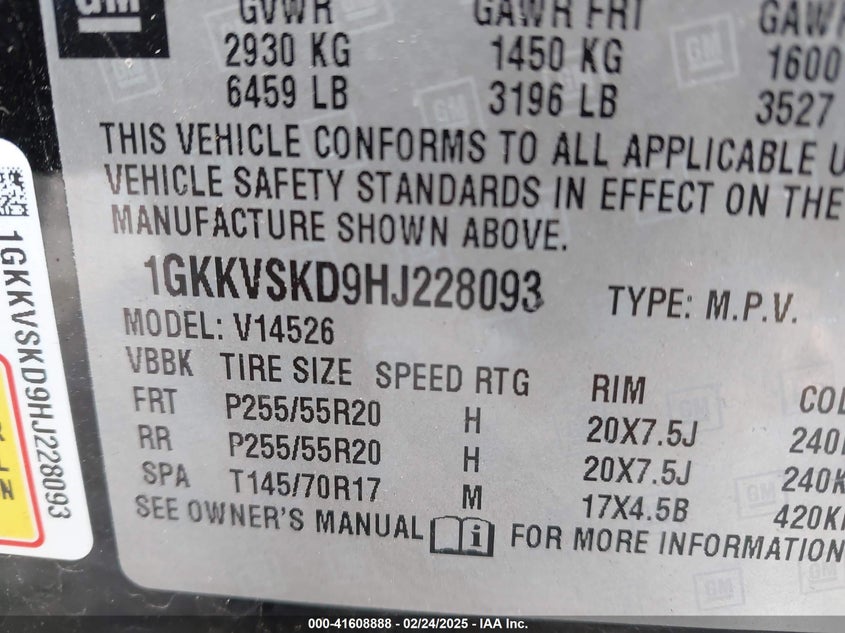 GM
GVWR GAWR FRT GAWR
2930 KG 1450 KG 1600
6459 LB 3196 LB 3527
THIS VEHICLE CONFORMS TO ALL APPLICABLE U
VEHICLE SAFETY STANDARDS IN EFFECT ON THE
MANUFACTURE SHOWN ABOVE.
1GKKVSKD9HJ228093 TYPE: M.P.V.
MODEL: V14526
VBBK TIRE SIZE SPEED RTG RIM COL
FRT P255/55R20 H 20X7.5J 240
RR P255/55R20 H 20X7.5J 240K
SPA T145/70R17 M 17X4.5B 420K
SEE OWNER'S MANUAL i FOR MORE INFORMATION
1GKKVSKD9HJ228093
000-41608888 - 02/24/2025 - IAA Inc.